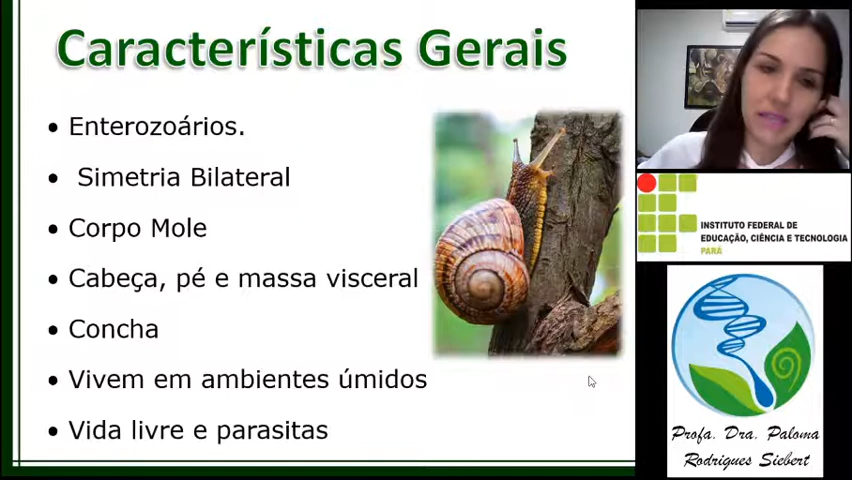 Características Gerais
• Enterozoários.
• Simetria Bilateral
• Corpo Mole
• Cabeça, pé e massa visceral
• Concha
• Vivem em ambientes úmidos
• Vida livre e parasitas
INSTITUTO FEDERAL DE
EDUCAÇÃO, CIÊNCIA E TECNOLOGIA
PARÁ
Profa. Dra. Paloma
Rodrigues Siebert